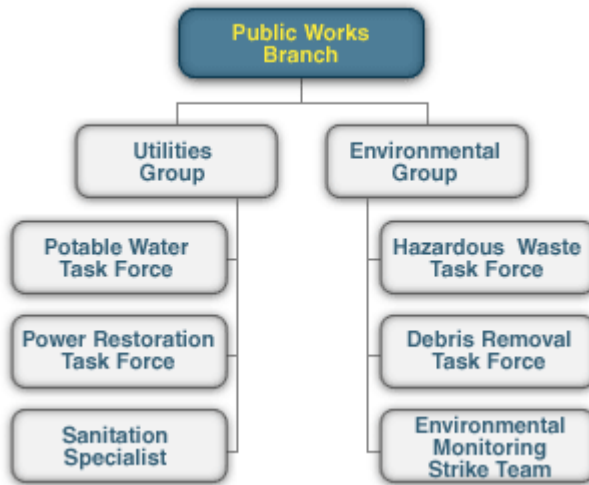 Public Works
Branch
Utilities
Group
Environmental
Group
Potable Water
Task Force
Hazardous Waste
Task Force
Power Restoration
Task Force
Debris Removal
Task Force
Sanitation
Specialist
Environmental
Monitoring
Strike Team